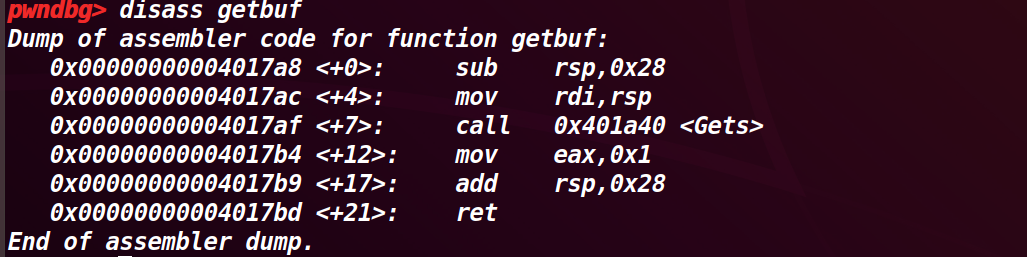 pwndbg> disass getbuf
Dump of assembler code for function getbuf:
   0x00000000004017a8 <+0>:     sub    rsp,0x28
   0x00000000004017ac <+4>:     mov    rdi,rsp
   0x00000000004017af <+7>:     call   0x401a40 <Gets>
   0x00000000004017b4 <+12>:    mov    eax,0x1
   0x00000000004017b9 <+17>:    add    rsp,0x28
   0x00000000004017bd <+21>:    ret
End of assembler dump.